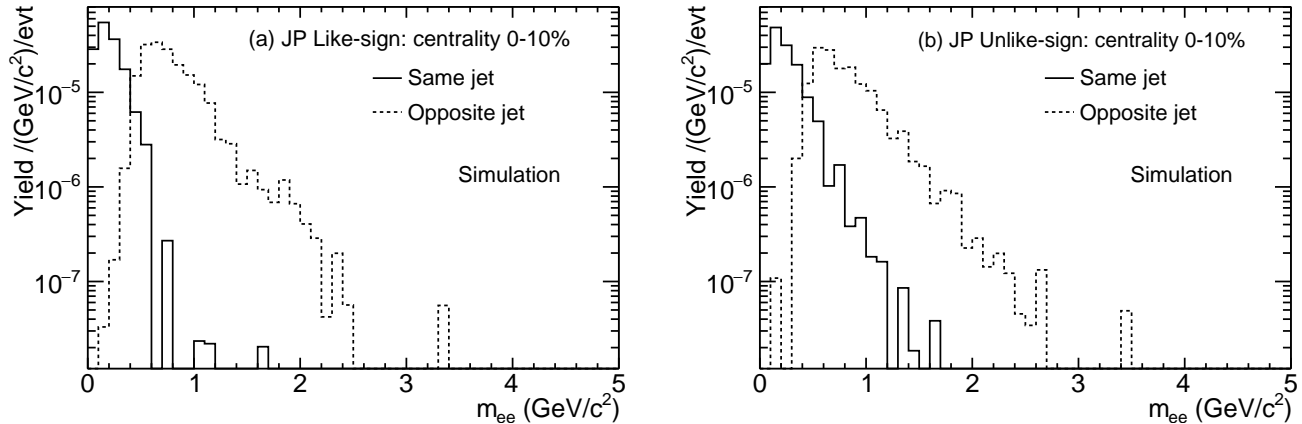 (a) JP Like-sign: centrality 0-10%
Same jet
Opposite jet
Simulation
Yield /(GeV/c²)/evt
10⁻⁵
10⁻⁶
10⁻⁷
0 1 2 3 4 5
mₑₑ (GeV/c²)
(b) JP Unlike-sign: centrality 0-10%
Same jet
Opposite jet
Simulation
Yield /(GeV/c²)/evt
10⁻⁵
10⁻⁶
10⁻⁷
0 1 2 3 4 5
mₑₑ (GeV/c²)